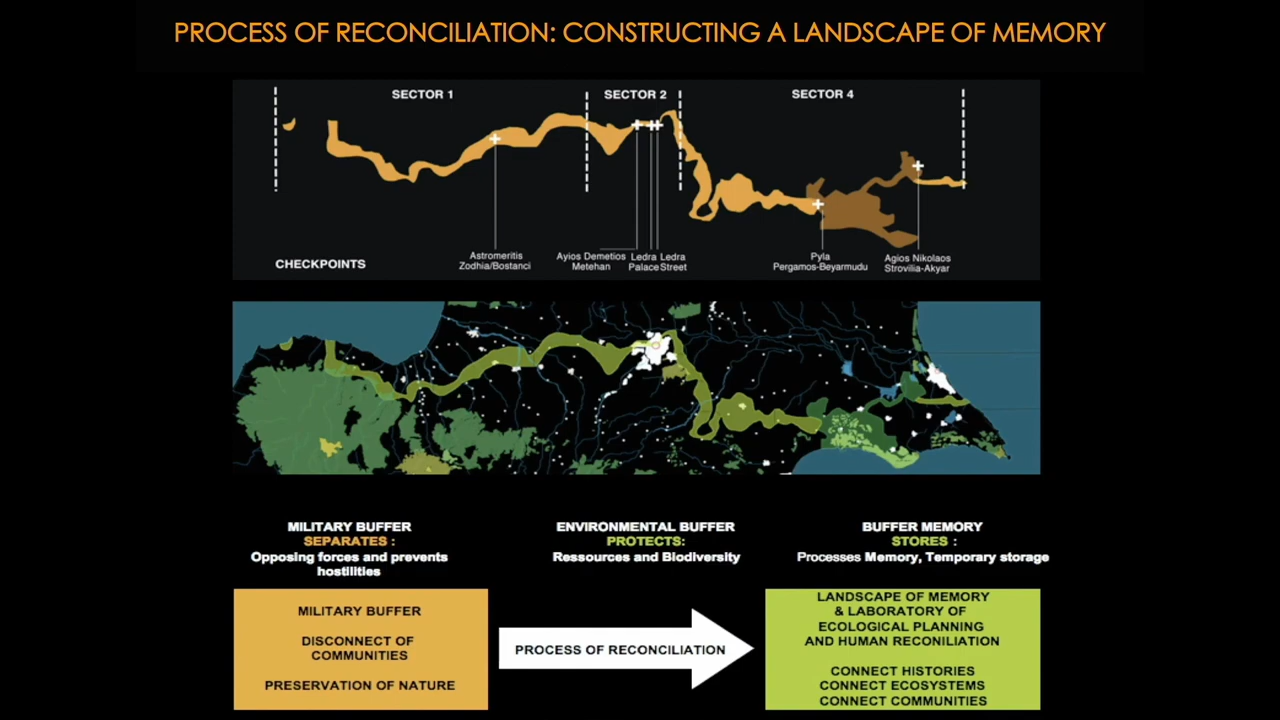 PROCESS OF RECONCILIATION: CONSTRUCTING A LANDSCAPE OF MEMORY
SECTOR 1
SECTOR 2
SECTOR 4
CHECKPOINTS
Astromeritis
Zodhia/Bostanci
Ayios Demetios
Metehan
Ledra
Palace
Ledra
Street
Pyla
Pergamos-Beyarmudu
Agios Nikolaos
Strovilia-Akyar
MILITARY BUFFER
SEPARATES :
Opposing forces and prevents
hostilities
ENVIRONMENTAL BUFFER
PROTECTS:
Ressources and Biodiversity
BUFFER MEMORY
STORES :
Processes Memory, Temporary storage
MILITARY BUFFER
DISCONNECT OF
COMMUNITIES
PRESERVATION OF NATURE
PROCESS OF RECONCILIATION
LANDSCAPE OF MEMORY
& LABORATORY OF
ECOLOGICAL PLANNING
AND HUMAN RECONILIATION
CONNECT HISTORIES
CONNECT ECOSYSTEMS
CONNECT COMMUNITIES